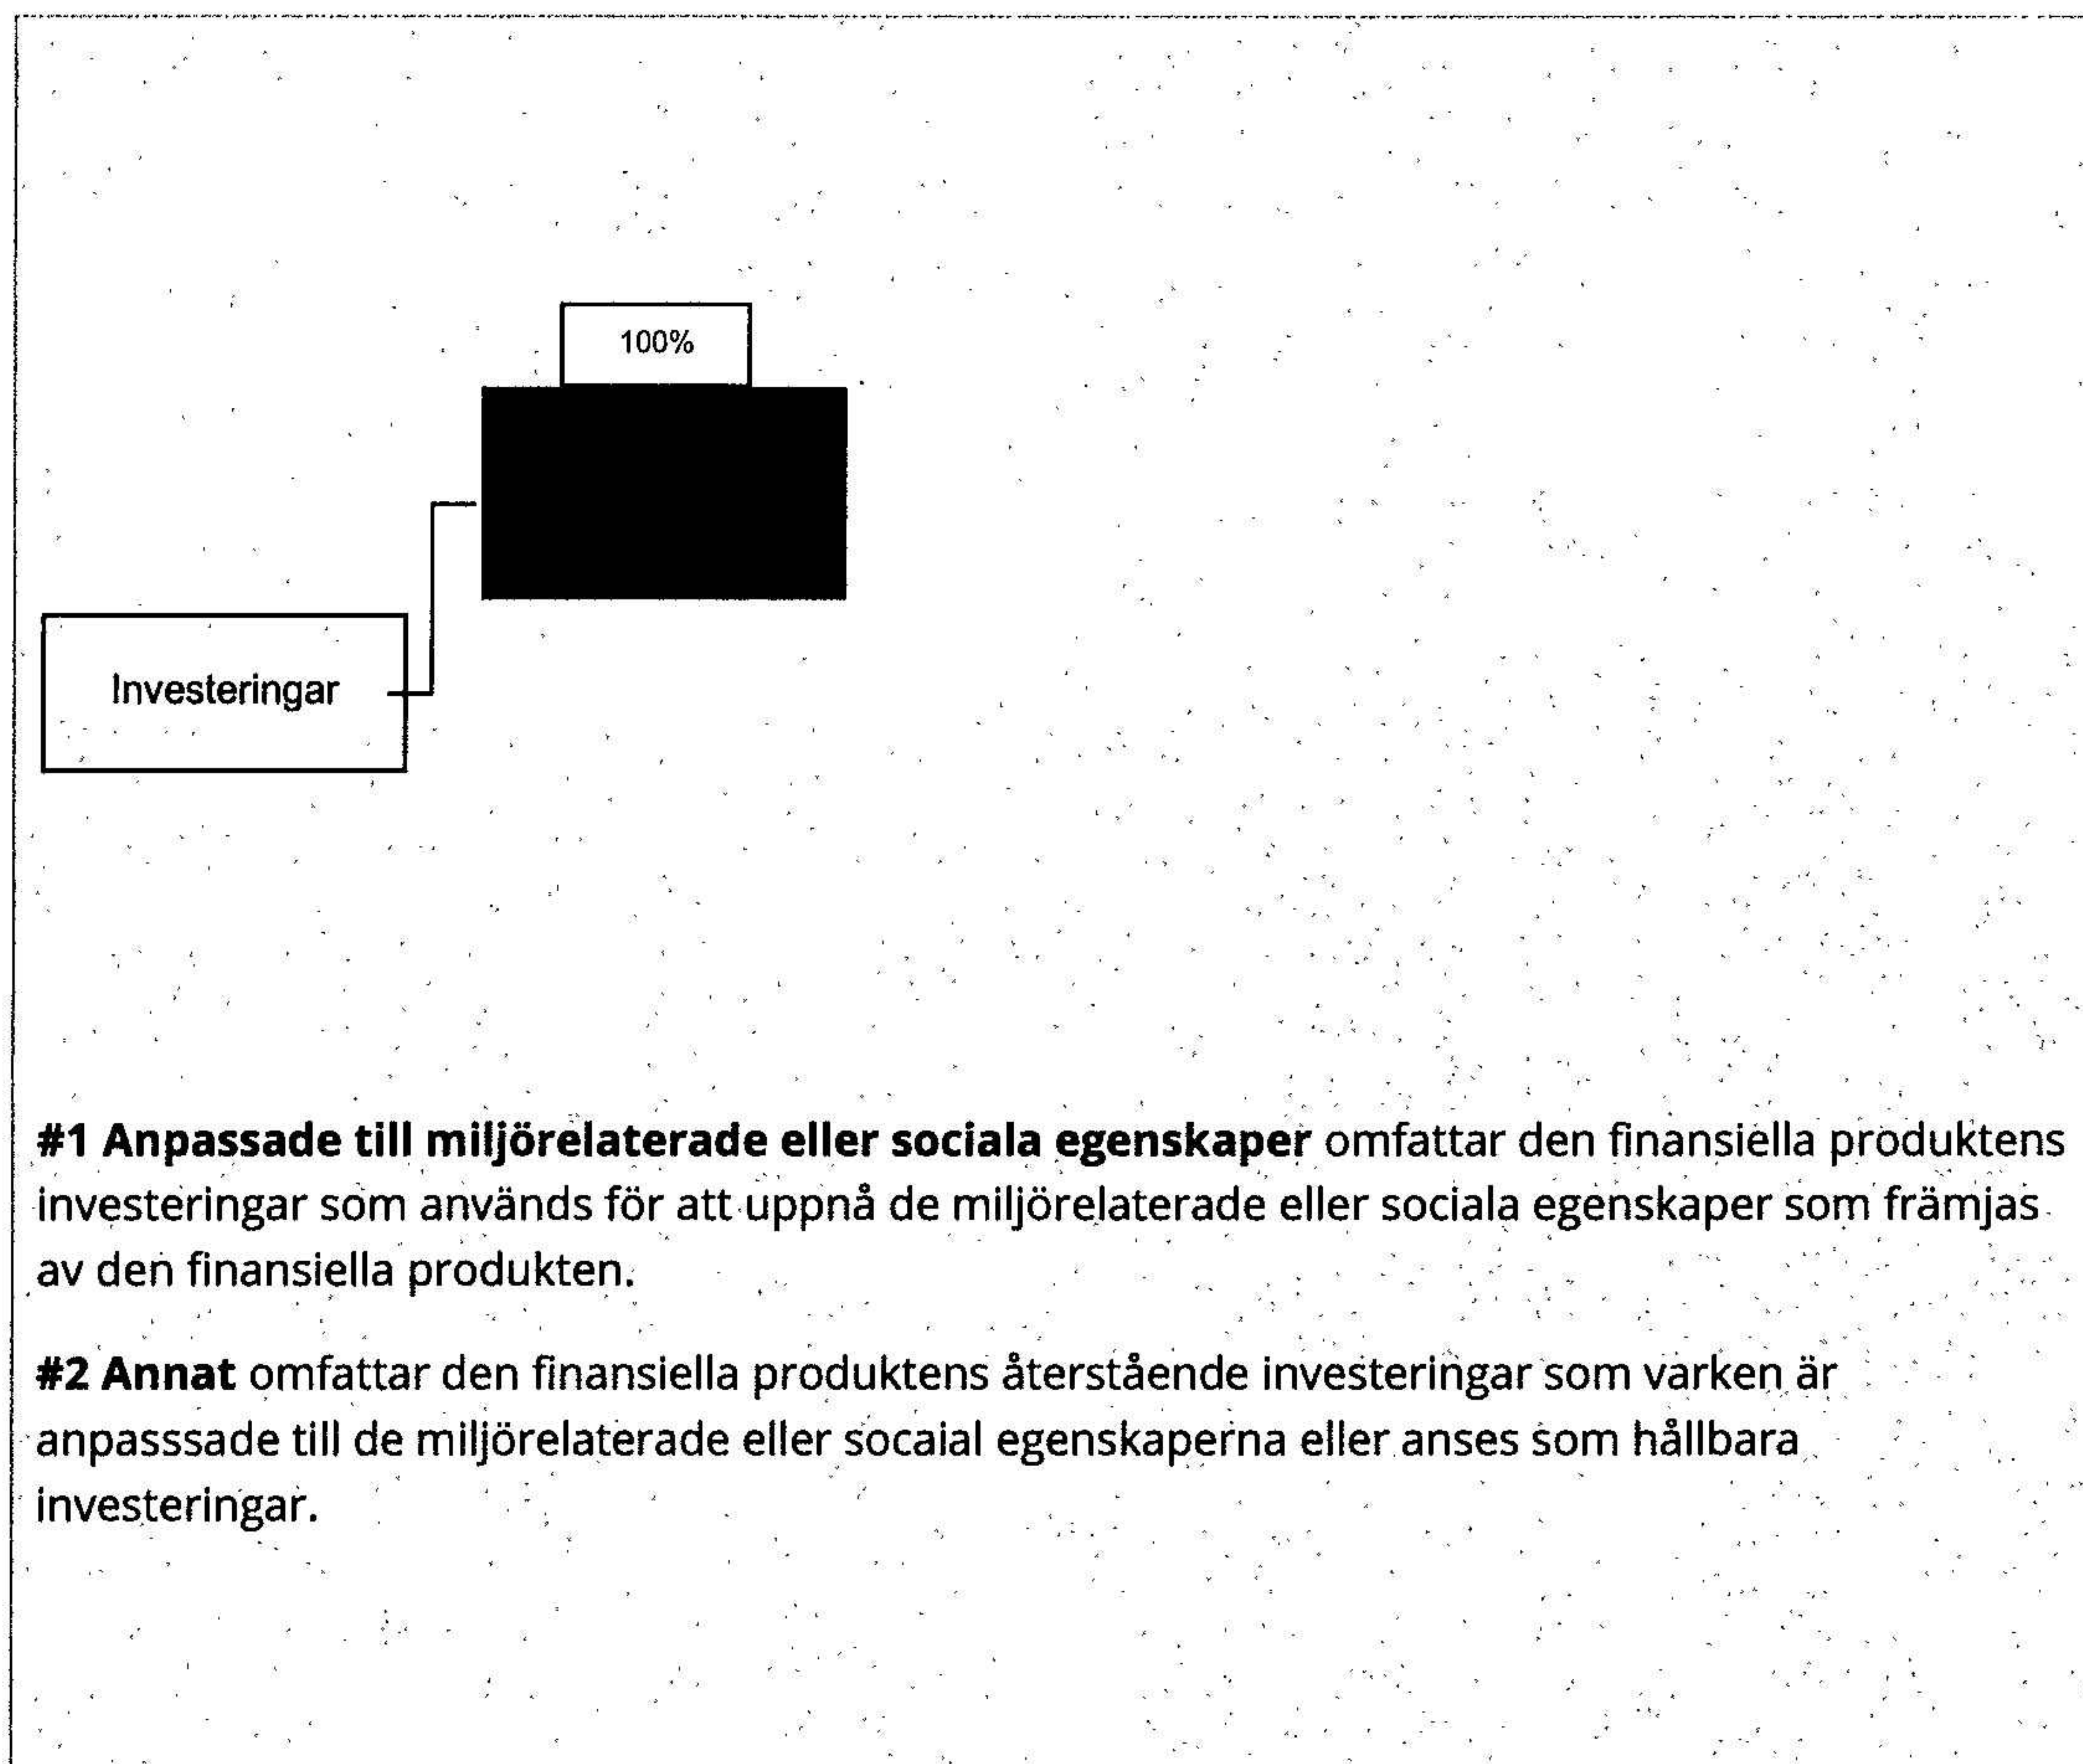 100%
Investeringar
#1 Anpassade till miljörelaterade eller sociala egenskaper omfattar den finansiella produktens
investeringar som används för att uppnå de miljörelaterade eller sociala egenskaper som främjas
av den finansiella produkten.
#2 Annat omfattar den finansiella produktens återstående investeringar som varken är
anpasssade till de miljörelaterade eller socaial egenskaperna eller anses som hållbara
investeringar.